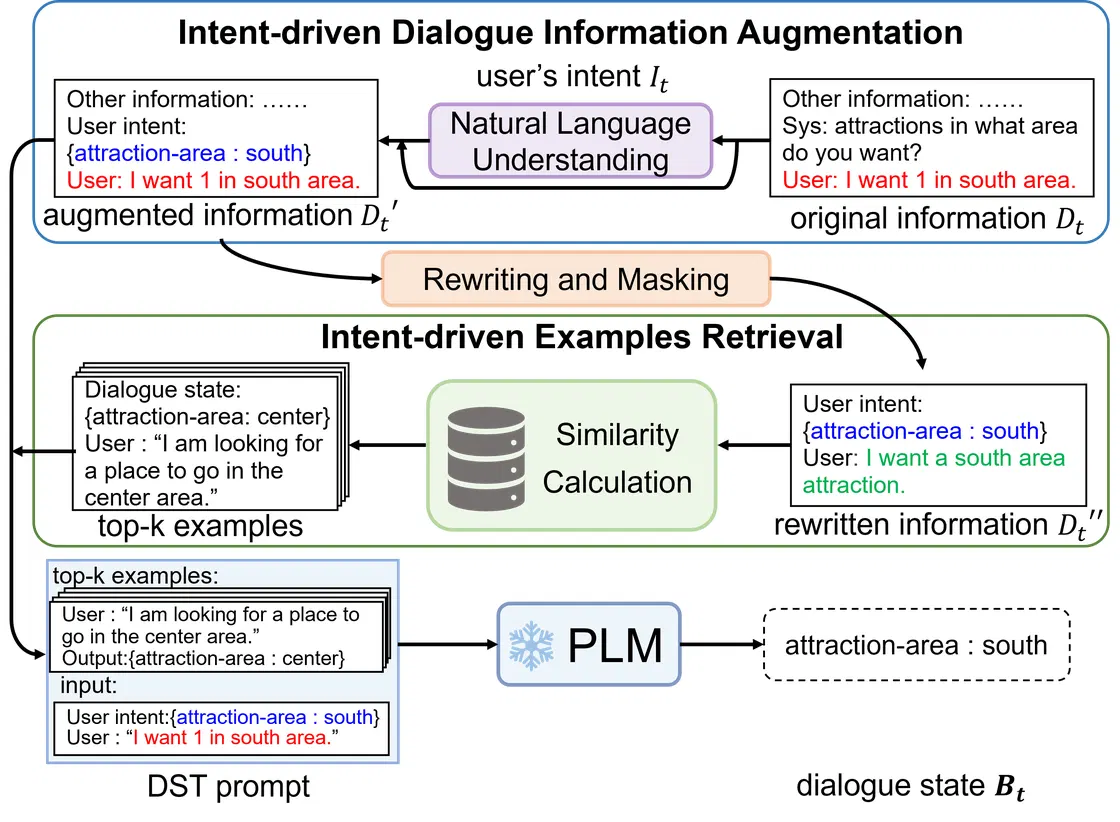 Intent-driven Dialogue Information Augmentation
user's intent I_t
Other information: ……
User intent:
{attraction-area : south}
User: I want 1 in south area.
augmented information D_t′
Natural Language
Understanding
Other information: ……
Sys: attractions in what area
do you want?
User: I want 1 in south area.
original information D_t
Rewriting and Masking
Intent-driven Examples Retrieval
Dialogue state:
{attraction-area: center}
User : “I am looking for
a place to go in the
center area.”
top-k examples
Similarity
Calculation
User intent:
{attraction-area : south}
User: I want a south area
attraction.
rewritten information D_t′′
top-k examples:
User : “I am looking for a place to
go in the center area.”
Output:{attraction-area : center}
input:
User intent:{attraction-area : south}
User : “I want 1 in south area.”
DST prompt
PLM
attraction-area : south
dialogue state B_t